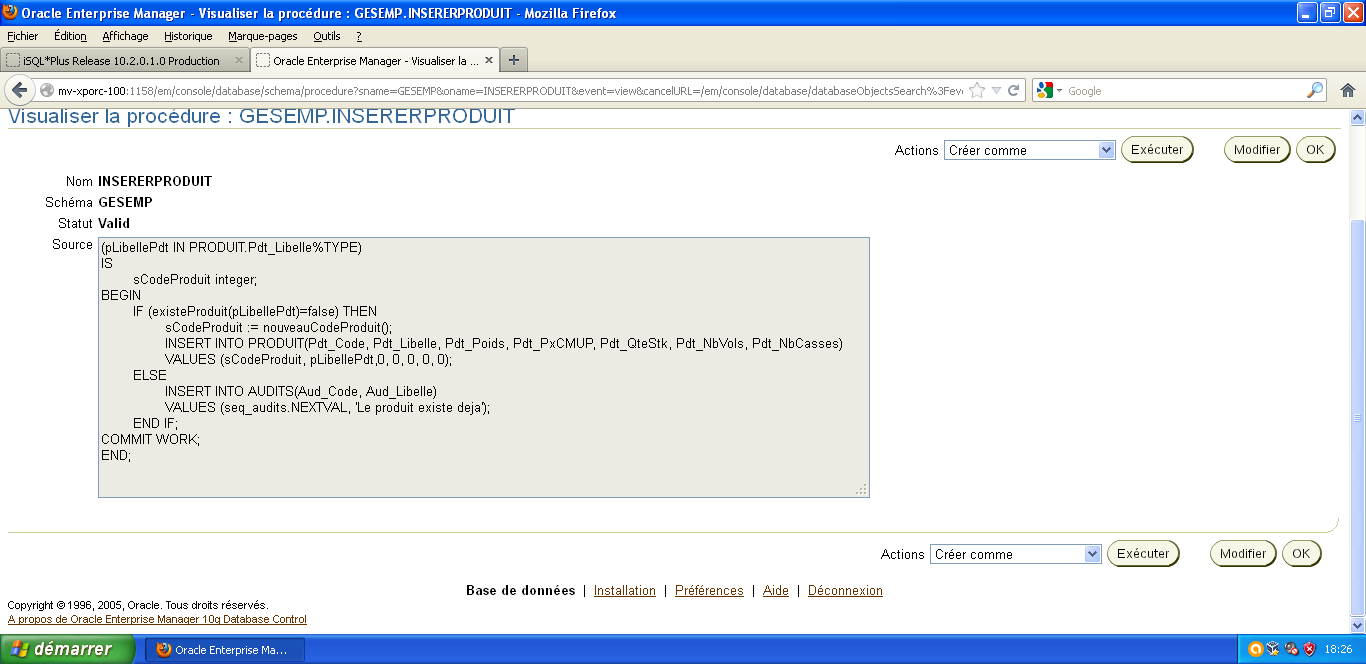 Oracle Enterprise Manager - Visualiser la procédure : GESEMP.INSERERPRODUIT - Mozilla Firefox
Fichier Édition Affichage Historique Marque-pages Outils ?
iSQL*Plus Release 10.2.0.1.0 Production × Oracle Enterprise Manager - Visualiser la ... × +
mv-xporc-100:1158/em/console/database/schema/procedure?sname=GESEMP&oname=INSERERPRODUIT&event=view&cancelURL=/em/console/database/databaseObjectsSearch%3Feve Google
Visualiser la procédure : GESEMP.INSERERPRODUIT
Actions Créer comme Exécuter Modifier OK
Nom INSERERPRODUIT
Schéma GESEMP
Statut Valid
Source (pLibellePdt IN PRODUIT.Pdt_Libelle%TYPE)
IS
sCodeProduit integer;
BEGIN
IF (existeProduit(pLibellePdt)=false) THEN
sCodeProduit := nouveauCodeProduit();
INSERT INTO PRODUIT(Pdt_Code, Pdt_Libelle, Pdt_Poids, Pdt_PxCMUP, Pdt_QteStk, Pdt_NbVols, Pdt_NbCasses)
VALUES (sCodeProduit, pLibellePdt,0, 0, 0, 0, 0);
ELSE
INSERT INTO AUDITS(Aud_Code, Aud_Libelle)
VALUES (seq_audits.NEXTVAL, 'Le produit existe deja');
END IF;
COMMIT WORK;
END;
Actions Créer comme Exécuter Modifier OK
Base de données | Installation | Préférences | Aide | Déconnexion
Copyright © 1996, 2005, Oracle. Tous droits réservés.
A propos de Oracle Enterprise Manager 10g Database Control
démarrer Oracle Enterprise Ma... 18:26